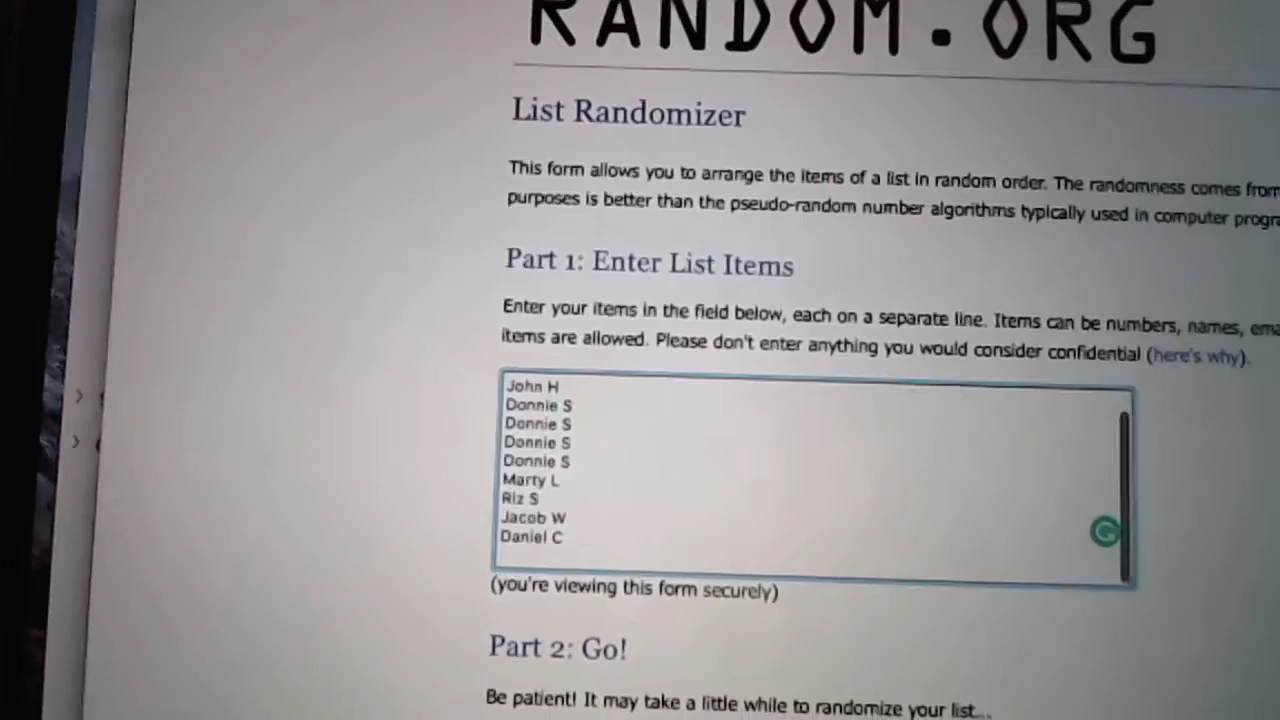 RANDOM.ORG
List Randomizer
This form allows you to arrange the items of a list in random order. The randomness comes from
purposes is better than the pseudo-random number algorithms typically used in computer progra
Part 1: Enter List Items
Enter your items in the field below, each on a separate line. Items can be numbers, names, ema
items are allowed. Please don't enter anything you would consider confidential (here's why).
John H
Donnie S
Donnie S
Donnie S
Donnie S
Marty L
Riz S
Jacob W
Daniel C
(you're viewing this form securely)
Part 2: Go!
Be patient! It may take a little while to randomize your list...